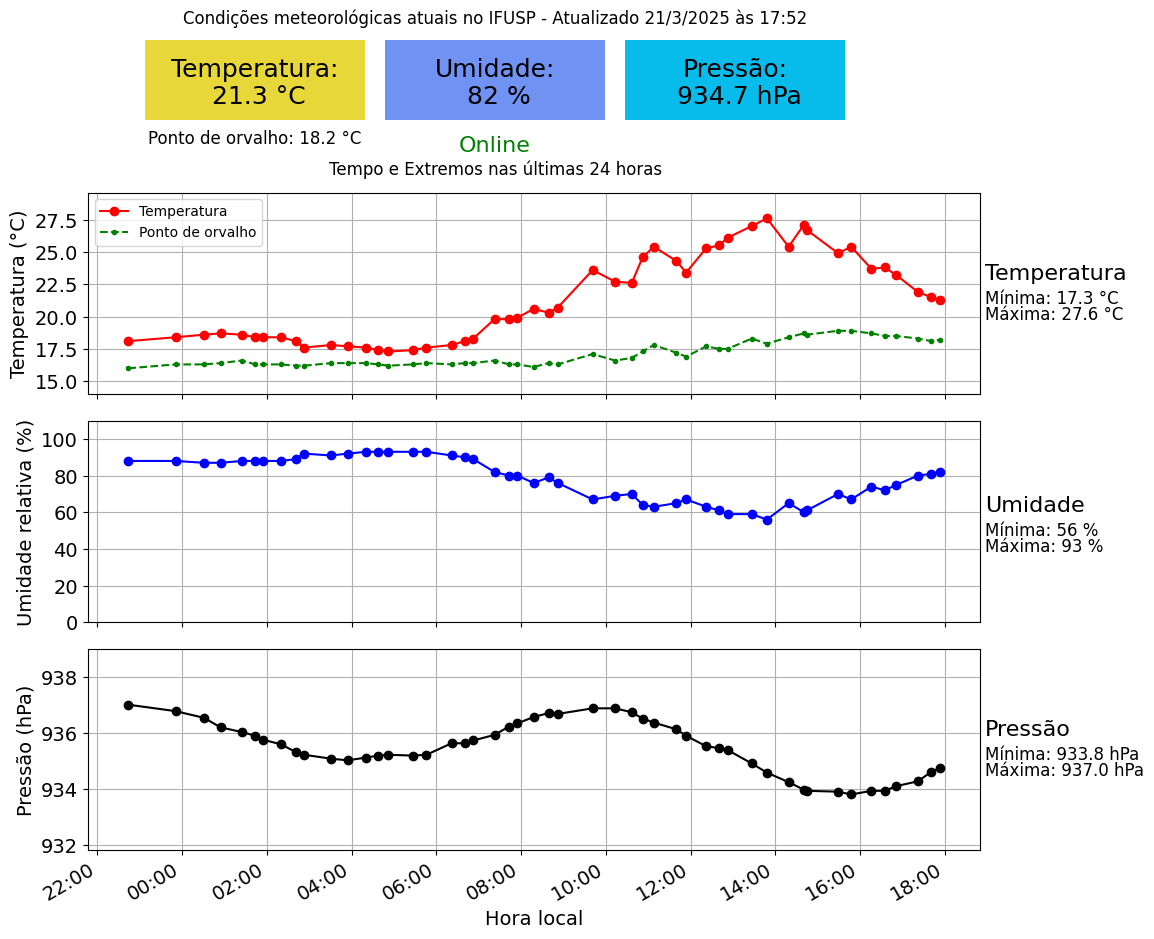 Condições meteorológicas atuais no IFUSP - Atualizado 21/3/2025 às 17:52
Temperatura:
21.3 °C
Umidade:
82 %
Pressão:
934.7 hPa
Ponto de orvalho: 18.2 °C
Online
Tempo e Extremos nas últimas 24 horas
Temperatura (°C)
27.5
25.0
22.5
20.0
17.5
15.0
Temperatura
Ponto de orvalho
Temperatura
Mínima: 17.3 °C
Máxima: 27.6 °C
Umidade relativa (%)
100
80
60
40
20
0
Umidade
Mínima: 56 %
Máxima: 93 %
Pressão (hPa)
938
936
934
932
Pressão
Mínima: 933.8 hPa
Máxima: 937.0 hPa
22:00
00:00
02:00
04:00
06:00
08:00
10:00
12:00
14:00
16:00
18:00
Hora local